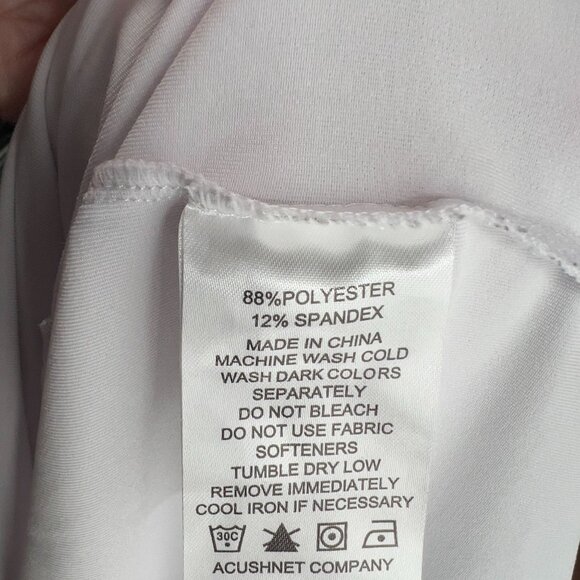 88%POLYESTER
12% SPANDEX
MADE IN CHINA
MACHINE WASH COLD
WASH DARK COLORS
SEPARATELY
DO NOT BLEACH
DO NOT USE FABRIC
SOFTENERS
TUMBLE DRY LOW
REMOVE IMMEDIATELY
COOL IRON IF NECESSARY
30C
ACUSHNET COMPANY